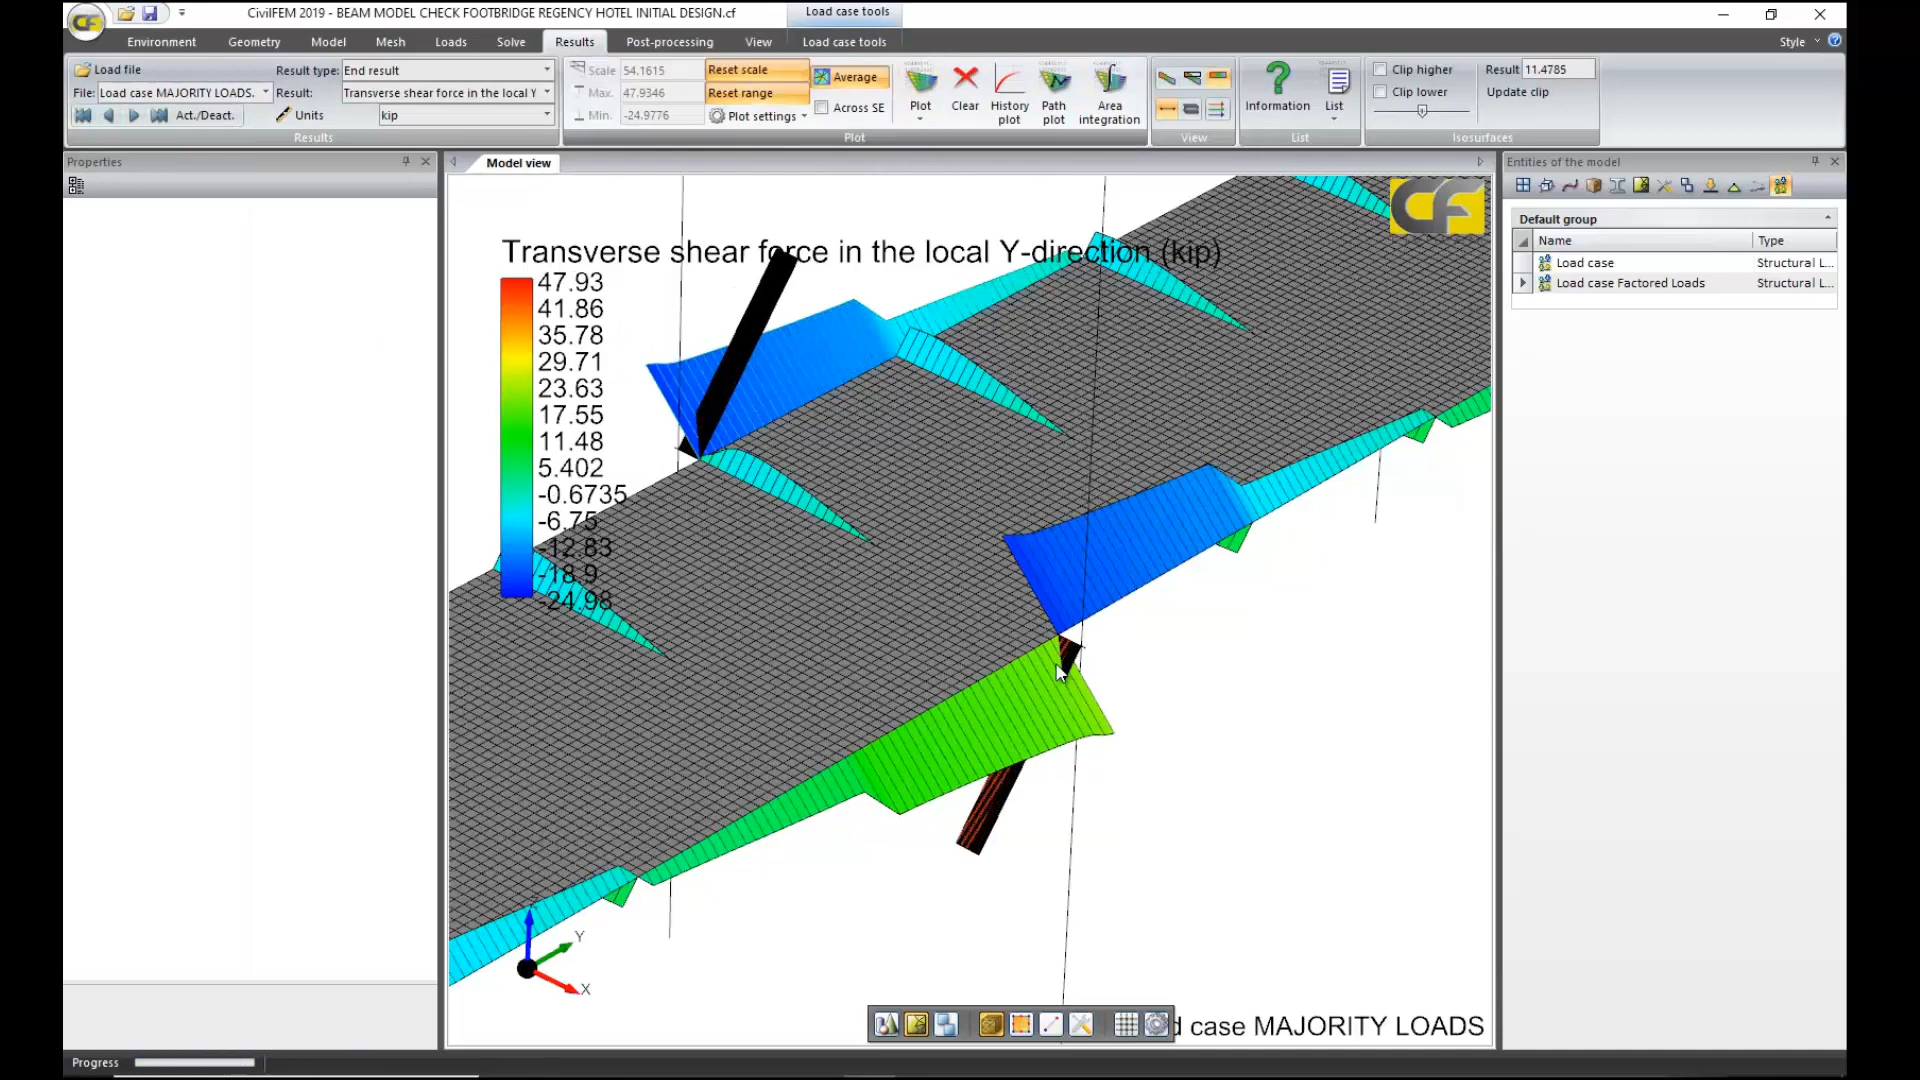 CivilFEM 2019 - BEAM MODEL CHECK FOOTBRIDGE REGENCY HOTEL INITIAL DESIGN.cf
Load case tools
CF
Environment
Geometry
Model
Mesh
Loads
Solve
Results
Post-processing
View
Load case tools
Style
Load file
Result type: End result
File: Load case MAJORITY LOADS.
Result: Transverse shear force in the local Y
Act./Deact.
Units
kip
Results
Scale 54.1615
Reset scale
Max. 47.9346
Reset range
Min. -24.9776
Plot settings
Average
Across SE
Plot
Clear
History plot
Path plot
Area integration
Plot
View
Information
List
List
Clip higher
Clip lower
Result 11.4785
Update clip
Isosurfaces
Properties
Model view
Entities of the model
Transverse shear force in the local Y-direction (kip)
47.93
41.86
35.78
29.71
23.63
17.55
11.48
5.402
-0.6735
-6.75
-12.83
-18.9
-24.98
CF
Default group
Name
Type
Load case
Structural L...
Load case Factored Loads
Structural L...
Y
X
d case MAJORITY LOADS
Progress